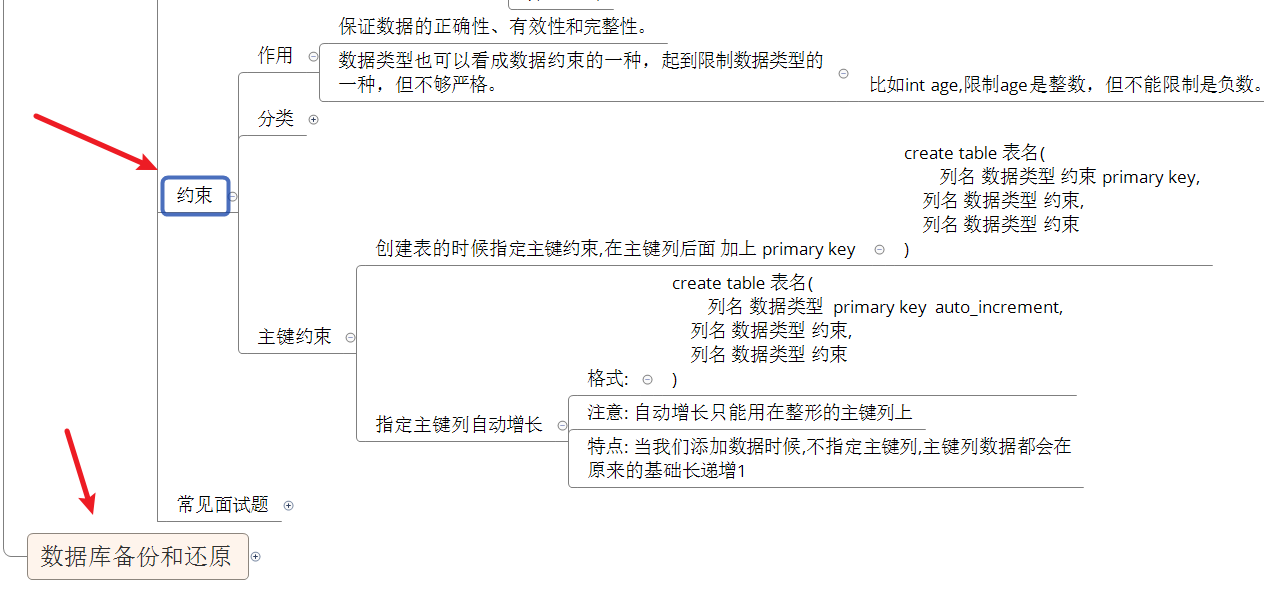 保证数据的正确性、有效性和完整性。
作用
数据类型也可以看成数据约束的一种，起到限制数据类型的
一种，但不够严格。
比如int age,限制age是整数，但不能限制是负数。
分类
约束
create table 表名(
列名 数据类型 约束 primary key,
列名 数据类型 约束,
列名 数据类型 约束
)
创建表的时候指定主键约束,在主键列后面 加上 primary key
主键约束
create table 表名(
列名 数据类型 primary key auto_increment,
列名 数据类型 约束,
列名 数据类型 约束
)
格式:
指定主键列自动增长
注意: 自动增长只能用在整形的主键列上
特点: 当我们添加数据时候,不指定主键列,主键列数据都会在
原来的基础长递增1
常见面试题
数据库备份和还原